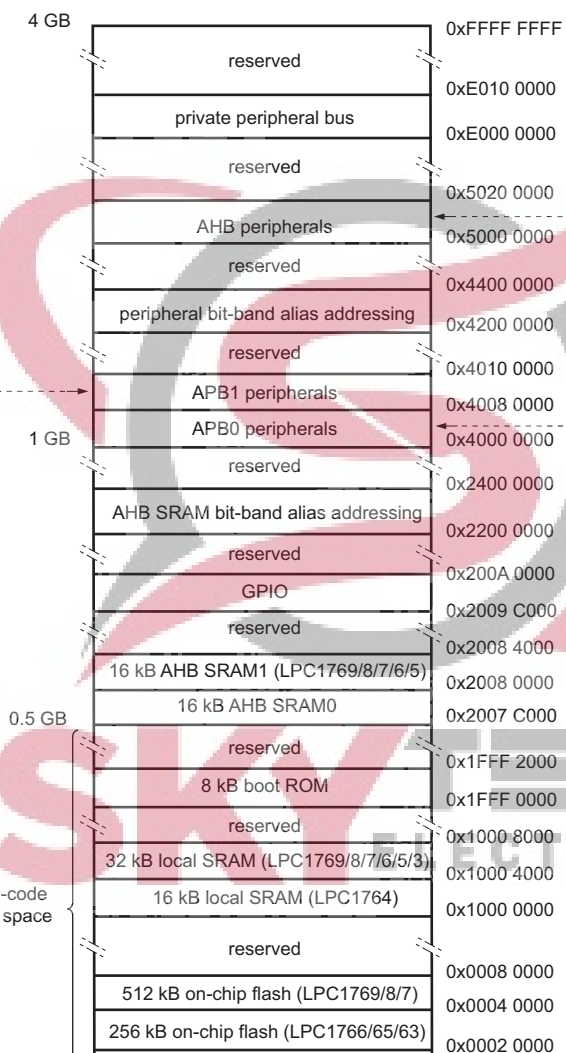 4 GB
0xFFFF FFFF
reserved
0xE010 0000
private peripheral bus
0xE000 0000
reserved
0x5020 0000
AHB peripherals
0x5000 0000
reserved
0x4400 0000
peripheral bit-band alias addressing
0x4200 0000
reserved
0x4010 0000
APB1 peripherals
0x4008 0000
APB0 peripherals
1 GB
0x4000 0000
reserved
0x2400 0000
AHB SRAM bit-band alias addressing
0x2200 0000
reserved
0x200A 0000
GPIO
0x2009 C000
reserved
0x2008 4000
16 kB AHB SRAM1 (LPC1769/8/7/6/5)
0x2008 0000
16 kB AHB SRAM0
0.5 GB
0x2007 C000
reserved
0x1FFF 2000
8 kB boot ROM
0x1FFF 0000
reserved
0x1000 8000
32 kB local SRAM (LPC1769/8/7/6/5/3)
0x1000 4000
16 kB local SRAM (LPC1764)
-code
space
0x1000 0000
reserved
0x0008 0000
512 kB on-chip flash (LPC1769/8/7)
0x0004 0000
256 kB on-chip flash (LPC1766/65/63)
0x0002 0000
SKYTE
ELECT